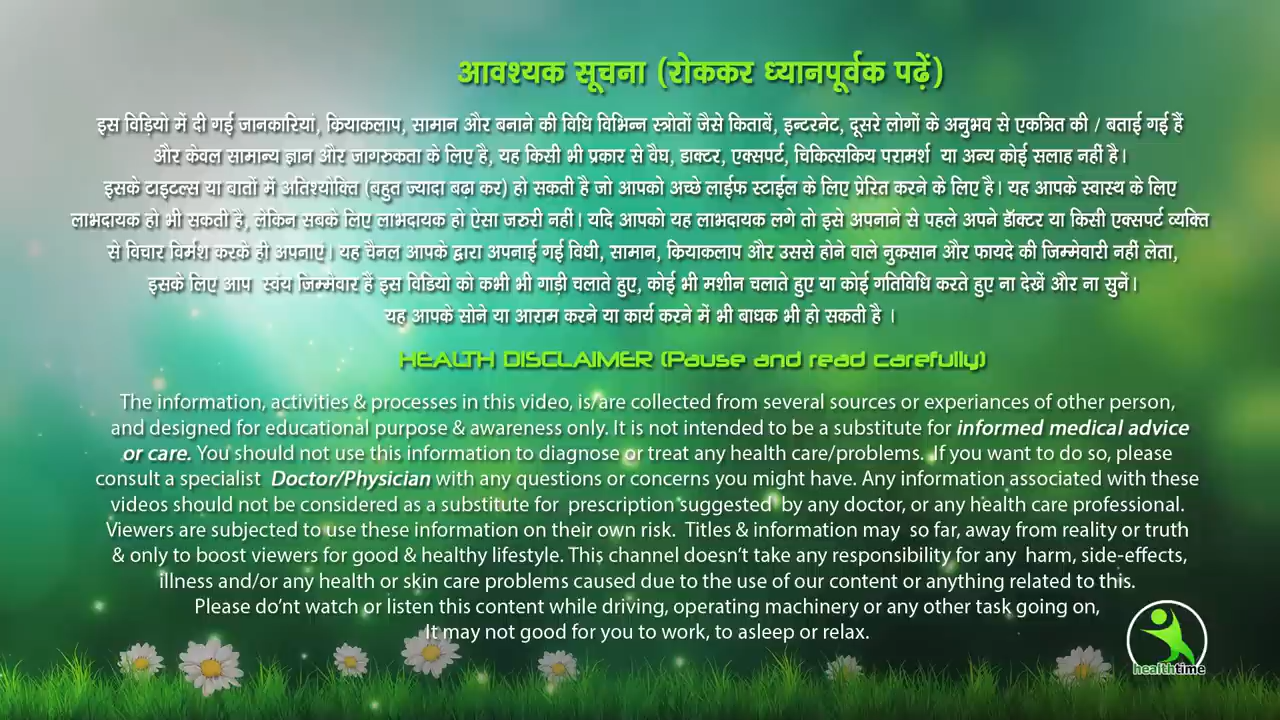 आवश्यक सूचना (रोककर ध्यानपूर्वक पढ़ें)
इस विड़ियो में दी गई जानकारियां, कियाकलाप, सामान और बनाने की विधि विभिन्न स्त्रोतों जैसे किताबें, इन्टरनेट, दूसरे लोगों के अनुभव से एकत्रित की / बताई गई हैं
और केवल सामान्य ज्ञान और जागरुकता के लिए है, यह किसी भी प्रकार से वैघ, डाक्टर, एक्सपर्ट, चिकित्सकिय परामर्श या अन्य कोई सलाह नहीं है।
इसके टाइटल्स या बातों में अतिश्योक्ति (बहुत ज्यादा बढ़ा कर) हो सकती है जो आपको अच्छे लाईफ स्टाईल के लिए प्रेरित करने के लिए है। यह आपके स्वास्थ के लिए
लाभदायक हो भी सकती है, लेकिन सबके लिए लाभदायक हो ऐसा जरुरी नहीं। यदि आपको यह लाभदायक लगे तो इसे अपनाने से पहले अपने डॉक्टर या किसी एक्सपर्ट व्यक्ति
से विचार विर्मश करके ही अपनाएं। यह चैनल आपके द्वारा अपनाई गई विधी, सामान, कियाकलाप और उससे होने वाले नुकसान और फायदे की जिम्मेवारी नहीं लेता,
इसके लिए आप स्वंय जिम्मेवार हैं इस विडियो को कभी भी गाड़ी चलाते हुए, कोई भी मशीन चलाते हुए या कोई गतिविधि करते हुए ना देखें और ना सुनें।
यह आपके सोने या आराम करने या कार्य करने में भी बाधक भी हो सकती है ।
HEALTH DISCLAIMER (Pause and read carefully)
The information, activities & processes in this video, is/are collected from several sources or experiances of other person,
and designed for educational purpose & awareness only. It is not intended to be a substitute for informed medical advice
or care. You should not use this information to diagnose or treat any health care/problems. If you want to do so, please
consult a specialist Doctor/Physician with any questions or concerns you might have. Any information associated with these
videos should not be considered as a substitute for prescription suggested by any doctor, or any health care professional.
Viewers are subjected to use these information on their own risk. Titles & information may so far, away from reality or truth
& only to boost viewers for good & healthy lifestyle. This channel doesn't take any responsibility for any harm, side-effects,
illness and/or any health or skin care problems caused due to the use of our content or anything related to this.
Please do'nt watch or listen this content while driving, operating machinery or any other task going on,
It may not good for you to work, to asleep or relax.
healthtime